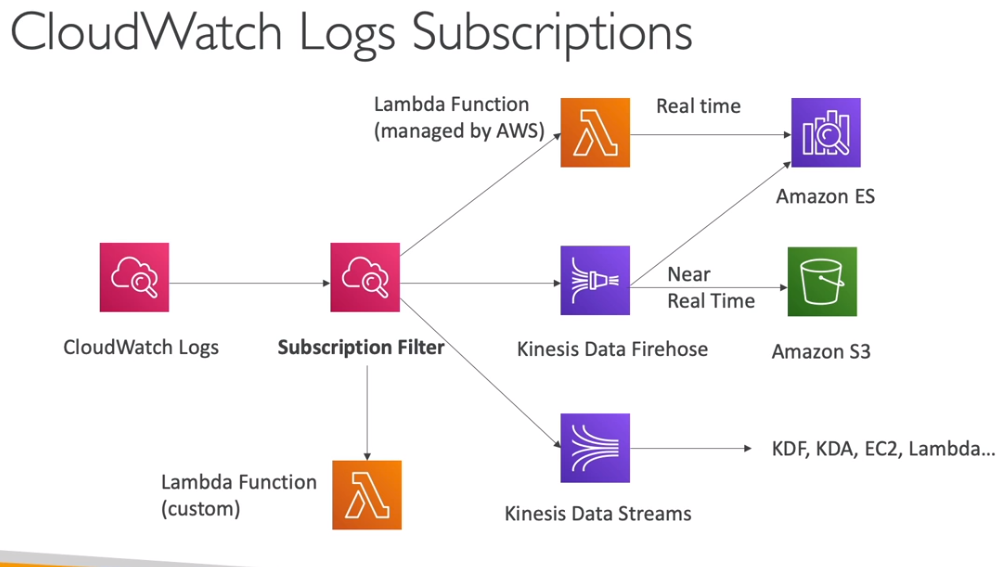 CloudWatch Logs Subscriptions
Lambda Function
(managed by AWS)
Real time
Amazon ES
CloudWatch Logs
Subscription Filter
Kinesis Data Firehose
Near
Real Time
Amazon S3
Lambda Function
(custom)
Kinesis Data Streams
KDF, KDA, EC2, Lambda...